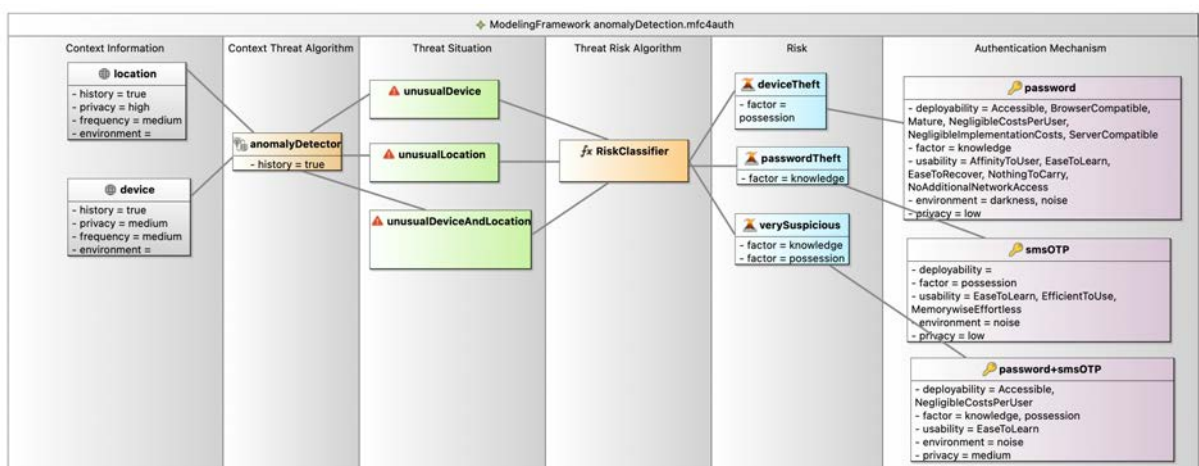 ModelingFramework anomalyDetection.mfc4auth
Context Information
Context Threat Algorithm
Threat Situation
Threat Risk Algorithm
Risk
Authentication Mechanism
location
- history = true
- privacy = high
- frequency = medium
- environment =
device
- history = true
- privacy = medium
- frequency = medium
- environment =
anomalyDetector
- history = true
unusualDevice
unusualLocation
unusualDeviceAndLocation
fx RiskClassifier
deviceTheft
- factor =
possession
passwordTheft
- factor = knowledge
verySuspicious
- factor = knowledge
- factor = possession
password
- deployability = Accessible, BrowserCompatible,
Mature, NegligibleCostsPerUser,
NegligibleImplementationCosts, ServerCompatible
- factor = knowledge
- usability = AffinityToUser, EaseToLearn,
EaseToRecover, NothingToCarry,
NoAdditionalNetworkAccess
- environment = darkness, noise
- privacy = low
smsOTP
- deployability =
- factor = possession
- usability = EaseToLearn, EfficientToUse,
MemorywiseEffortless
- environment = noise
- privacy = low
password+smsOTP
- deployability = Accessible,
NegligibleCostsPerUser
- factor = knowledge, possession
- usability = EaseToLearn
- environment = noise
- privacy = medium